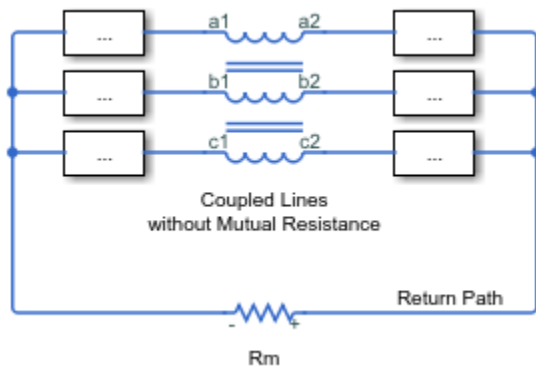 ... a1 a2 ...
... b1 b2 ...
... c1 c2 ...
Coupled Lines
without Mutual Resistance
Return Path
- +
Rm